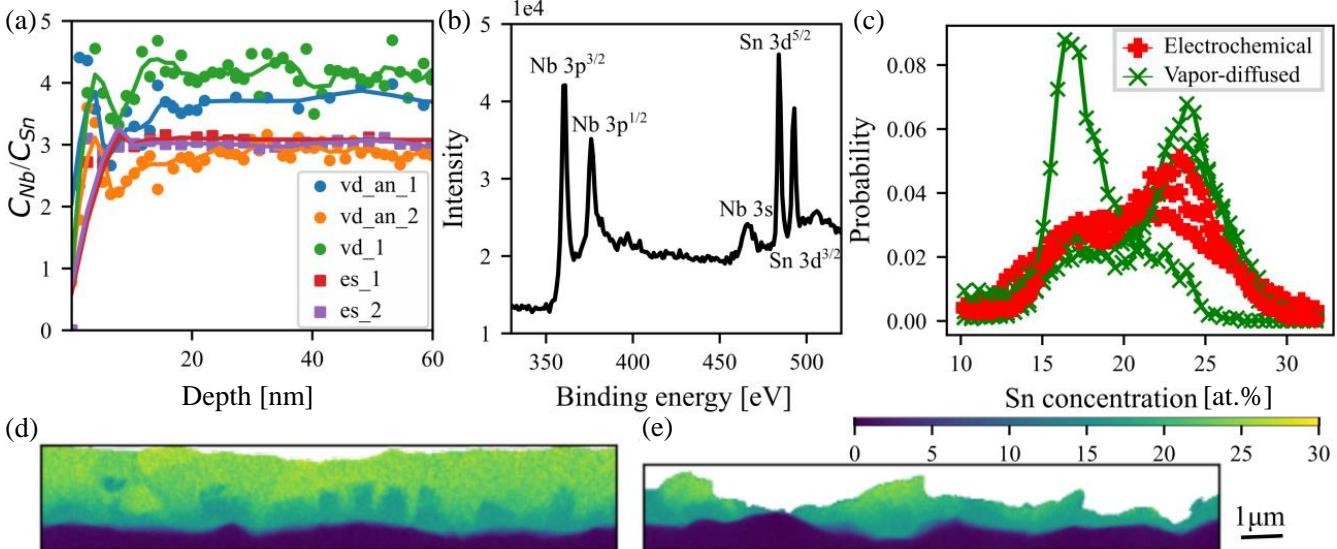 (a)
5
4
3
2
1
0
C_Nb/C_Sn
20
40
60
Depth [nm]
vd_an_1
vd_an_2
vd_1
es_1
es_2
(b)
1e4
5
4
3
2
1
Intensity
Nb 3p^3/2
Nb 3p^1/2
Sn 3d^5/2
Nb 3s
Sn 3d^3/2
350
400
450
500
Binding energy [eV]
(c)
Electrochemical
Vapor-diffused
0.08
0.06
0.04
0.02
0.00
Probability
10
15
20
25
30
Sn concentration [at.%]
(d)
(e)
0
5
10
15
20
25
30
1μm